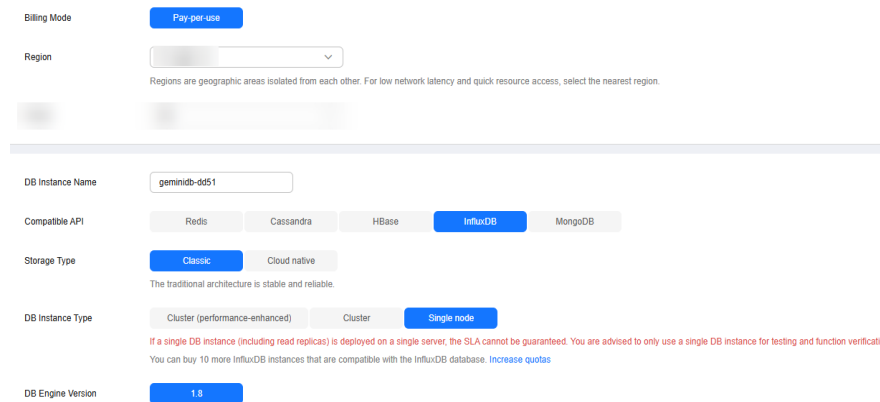 Billing Mode Pay-per-use
Region
Regions are geographic areas isolated from each other. For low network latency and quick resource access, select the nearest region.
DB Instance Name geminidb-dd51
Compatible API Redis Cassandra HBase InfluxDB MongoDB
Storage Type Classic Cloud native
The traditional architecture is stable and reliable.
DB Instance Type Cluster (performance-enhanced) Cluster Single node
If a single DB instance (including read replicas) is deployed on a single server, the SLA cannot be guaranteed. You are advised to only use a single DB instance for testing and function verificati
You can buy 10 more InfluxDB instances that are compatible with the InfluxDB database. Increase quotas
DB Engine Version 1.8